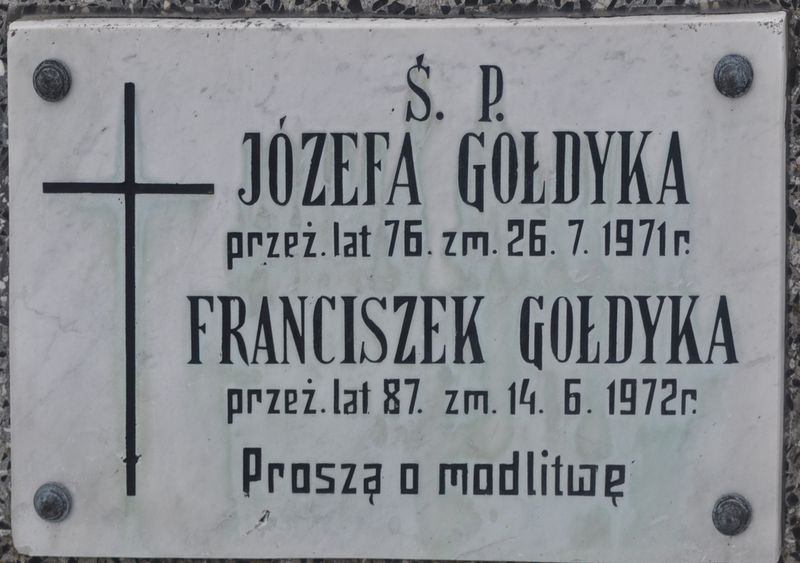 Ś. P.
JÓZEFA GOŁDYKA
przeż. lat 76. zm. 26. 7. 1971 r.
FRANCISZEK GOŁDYKA
przeż. lat 87. zm. 14. 6. 1972 r.
Proszą o modlitwę